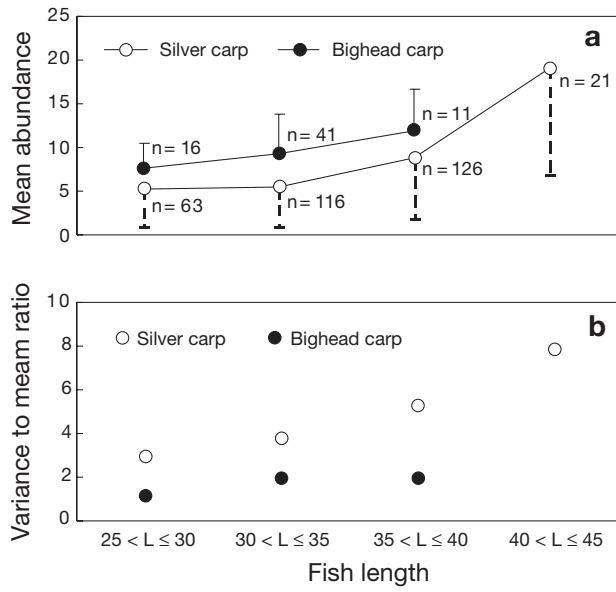 25
20
15
10
5
0
Mean abundance
a
Silver carp
Bighead carp
n = 16
n = 41
n = 11
n = 21
n = 63
n = 116
n = 126
10
8
6
4
2
0
Variance to meam ratio
b
Silver carp
Bighead carp
25 < L ≤ 30
30 < L ≤ 35
35 < L ≤ 40
40 < L ≤ 45
Fish length